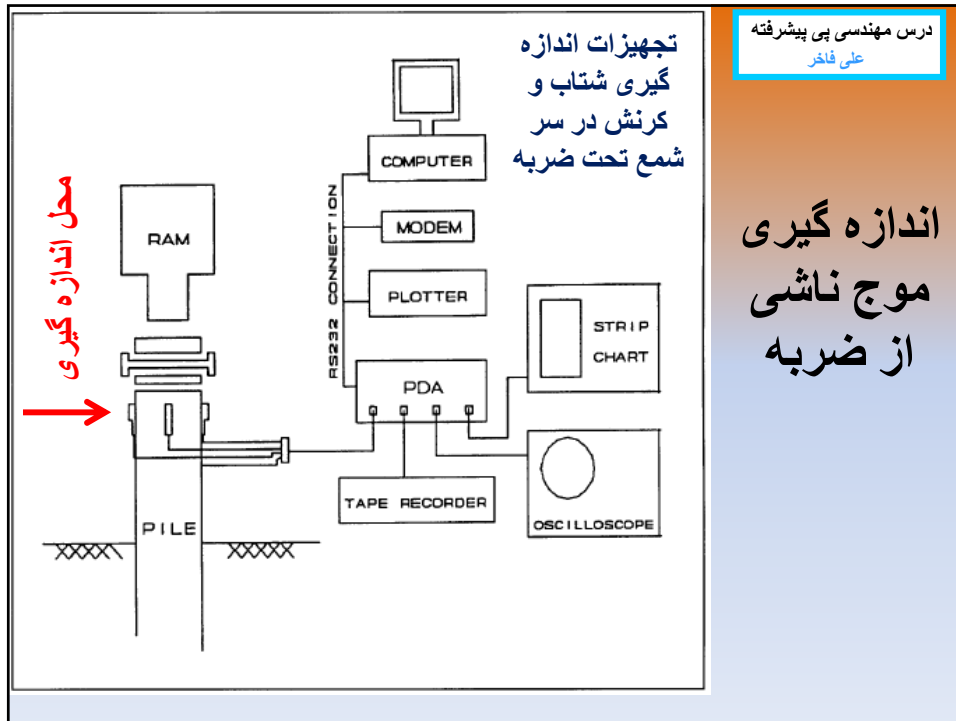 درس مهندسی پی پیشرفته
علی فاخر
اندازه گیری
موج ناشی
از ضربه
تجهیزات اندازه
گیری شتاب و
کرنش در سر
شمع تحت ضربه
محل اندازه گیری
RAM
PILE
RS232 CONNECTION
COMPUTER
MODEM
PLOTTER
PDA
TAPE RECORDER
STRIP
CHART
OSCILLOSCOPE